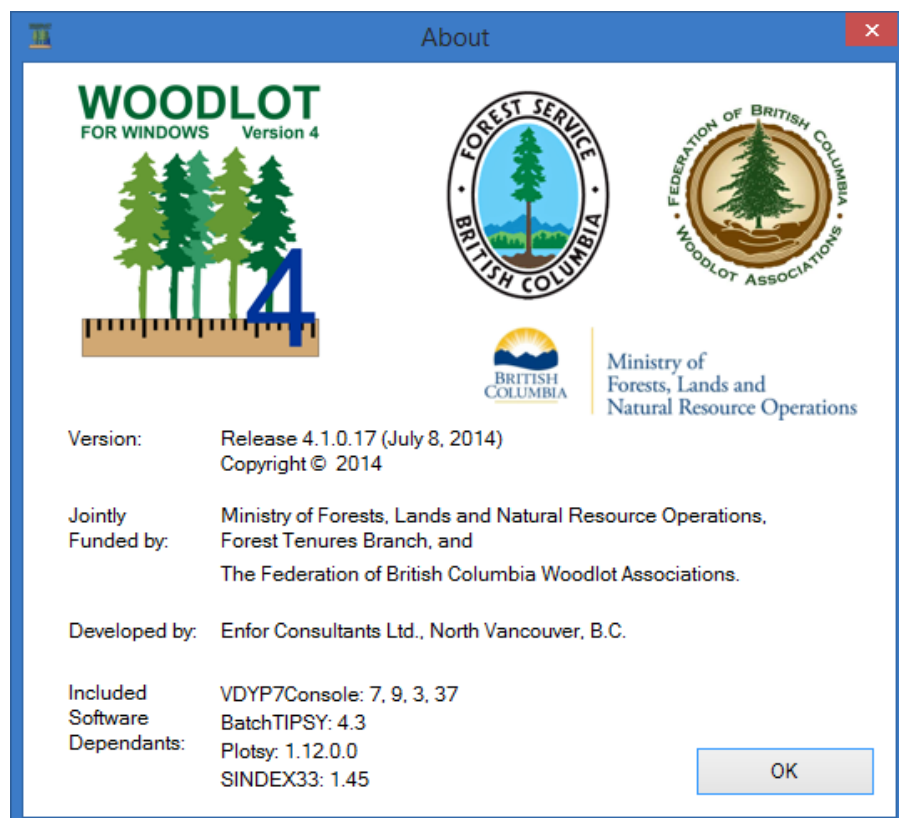 About
WOODLOT
FOR WINDOWS Version 4
4
FOREST SERVICE
BRITISH COLUMBIA
FEDERATION OF BRITISH COLUMBIA
WOODLOT ASSOCIATIONS
BRITISH
COLUMBIA
Ministry of
Forests, Lands and
Natural Resource Operations
Version: Release 4.1.0.17 (July 8, 2014)
Copyright © 2014
Jointly Ministry of Forests, Lands and Natural Resource Operations,
Funded by: Forest Tenures Branch, and
The Federation of British Columbia Woodlot Associations.
Developed by: Enfor Consultants Ltd., North Vancouver, B.C.
Included VDYP7Console: 7, 9, 3, 37
Software BatchTIPSY: 4.3
Dependants: Plotsy: 1.12.0.0
SINDEX33: 1.45
OK